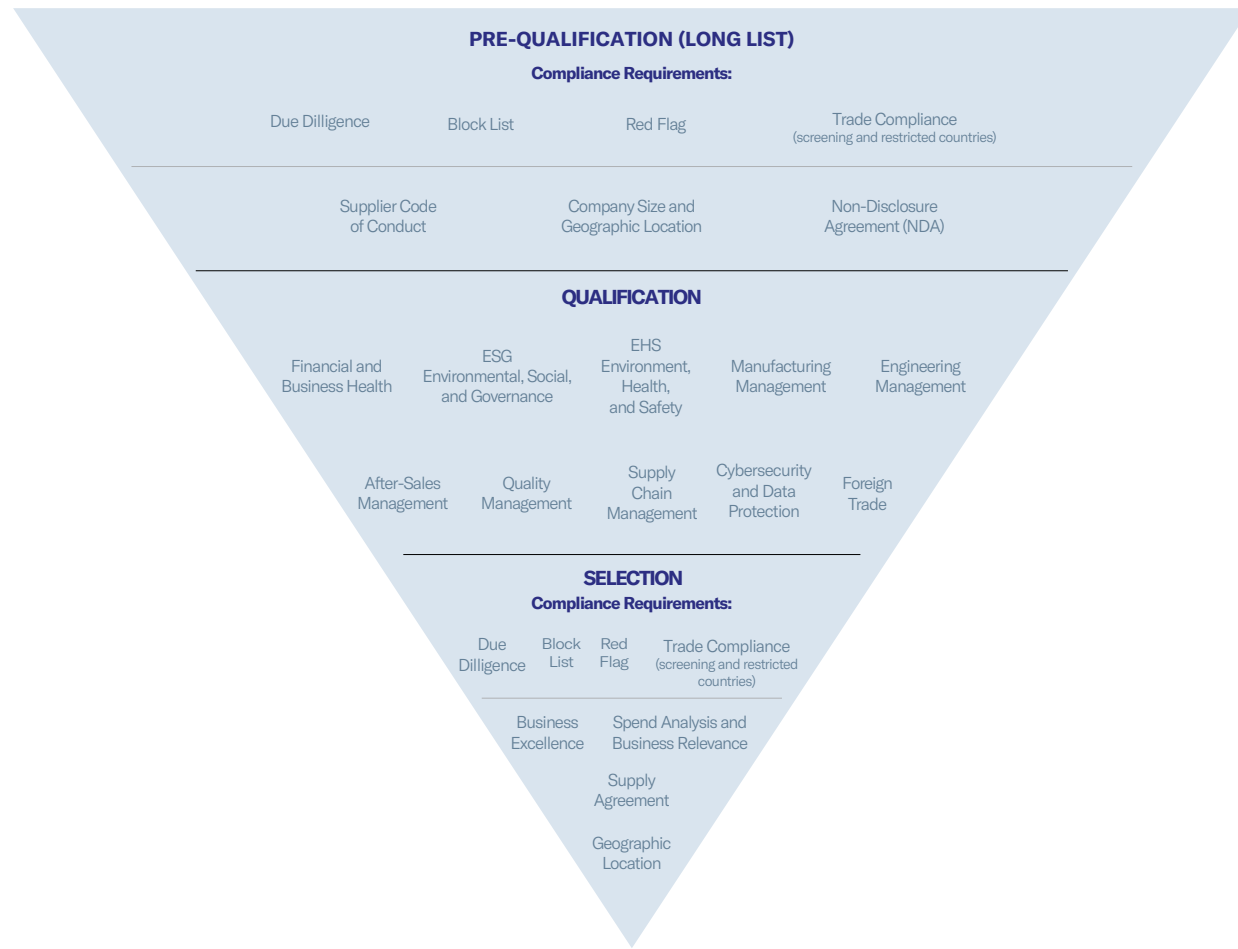 PRE-QUALIFICATION (LONG LIST)
Compliance Requirements:
Due Dilligence
Block List
Red Flag
Trade Compliance
(screening and restricted countries)
Supplier Code
of Conduct
Company Size and
Geographic Location
Non-Disclosure
Agreement (NDA)
QUALIFICATION
Financial and
Business Health
ESG
Environmental, Social,
and Governance
EHS
Environment,
Health,
and Safety
Manufacturing
Management
Engineering
Management
After-Sales
Management
Quality
Management
Supply
Chain
Management
Cybersecurity
and Data
Protection
Foreign
Trade
SELECTION
Compliance Requirements:
Due
Dilligence
Block
List
Red
Flag
Trade Compliance
(screening and restricted
countries)
Business
Excellence
Spend Analysis and
Business Relevance
Supply
Agreement
Geographic
Location